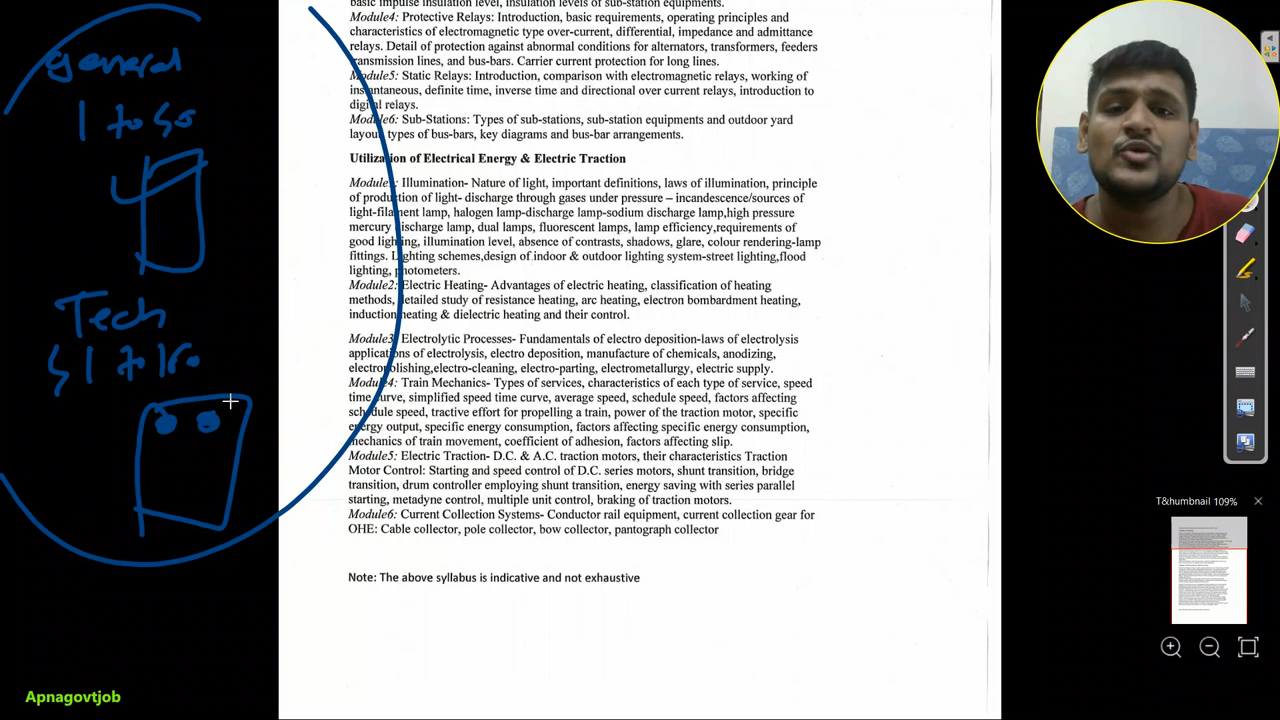 general
1 to 50
Tech
51 to 150
basic impulse insulation level, insulation levels of sub-station equipments.
Module4: Protective Relays: Introduction, basic requirements, operating principles and
characteristics of electromagnetic type over-current, differential, impedance and admittance
relays. Detail of protection against abnormal conditions for alternators, transformers, feeders
transmission lines, and bus-bars. Carrier current protection for long lines.
Module5: Static Relays: Introduction, comparison with electromagnetic relays, working of
instantaneous, definite time, inverse time and directional over current relays, introduction to
digital relays.
Module6: Sub-Stations: Types of sub-stations, sub-station equipments and outdoor yard
layout, types of bus-bars, key diagrams and bus-bar arrangements.
Utilization of Electrical Energy & Electric Traction
Module1: Illumination- Nature of light, important definitions, laws of illumination, principle
of production of light- discharge through gases under pressure – incandescence/sources of
light-filament lamp, halogen lamp-discharge lamp-sodium discharge lamp,high pressure
mercury discharge lamp, dual lamps, fluorescent lamps, lamp efficiency,requirements of
good lighting, illumination level, absence of contrasts, shadows, glare, colour rendering-lamp
fittings. Lighting schemes,design of indoor & outdoor lighting system-street lighting,flood
lighting, photometers.
Module2: Electric Heating- Advantages of electric heating, classification of heating
methods, detailed study of resistance heating, arc heating, electron bombardment heating,
induction heating & dielectric heating and their control.
Module3: Electrolytic Processes- Fundamentals of electro deposition-laws of electrolysis
applications of electrolysis, electro deposition, manufacture of chemicals, anodizing,
electropolishing,electro-cleaning, electro-parting, electrometallurgy, electric supply.
Module4: Train Mechanics- Types of services, characteristics of each type of service, speed
time curve, simplified speed time curve, average speed, schedule speed, factors affecting
schedule speed, tractive effort for propelling a train, power of the traction motor, specific
energy output, specific energy consumption, factors affecting specific energy consumption,
mechanics of train movement, coefficient of adhesion, factors affecting slip.
Module5: Electric Traction- D.C. & A.C. traction motors, their characteristics Traction
Motor Control: Starting and speed control of D.C. series motors, shunt transition, bridge
transition, drum controller employing shunt transition, energy saving with series parallel
starting, metadyne control, multiple unit control, braking of traction motors.
Module6: Current Collection Systems- Conductor rail equipment, current collection gear for
OHE: Cable collector, pole collector, bow collector, pantograph collector
Note: The above syllabus is indicative and not exhaustive
T&humbnail 109%
Apnagovtjob